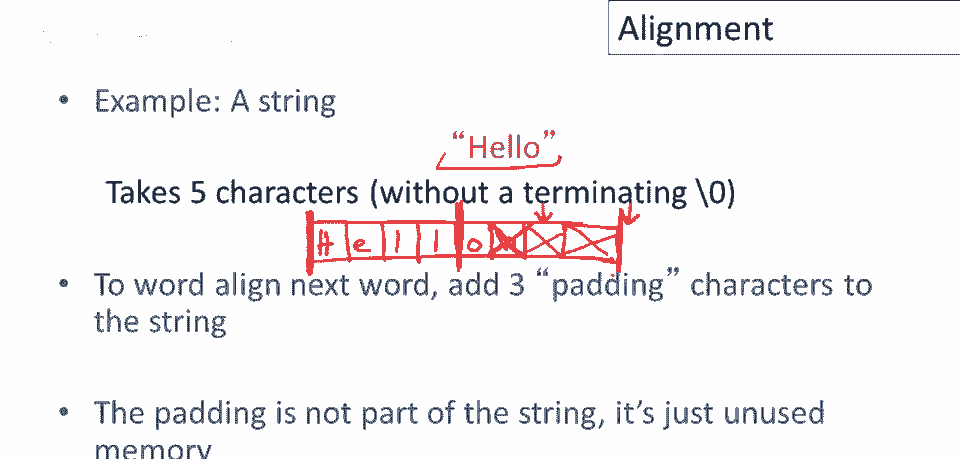 Alignment
• Example: A string
“Hello”
Takes 5 characters (without a terminating \0)
H e l l o
• To word align next word, add 3 “padding” characters to
the string
• The padding is not part of the string, it’s just unused
memory